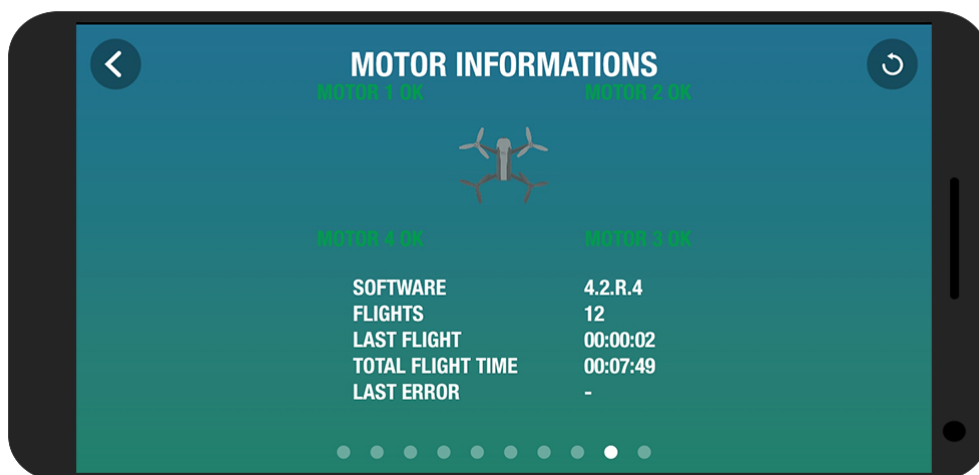 MOTOR INFORMATIONS
MOTOR 1 OK MOTOR 2 OK
MOTOR 4 OK MOTOR 3 OK
SOFTWARE 4.2.R.4
FLIGHTS 12
LAST FLIGHT 00:00:02
TOTAL FLIGHT TIME 00:07:49
LAST ERROR -